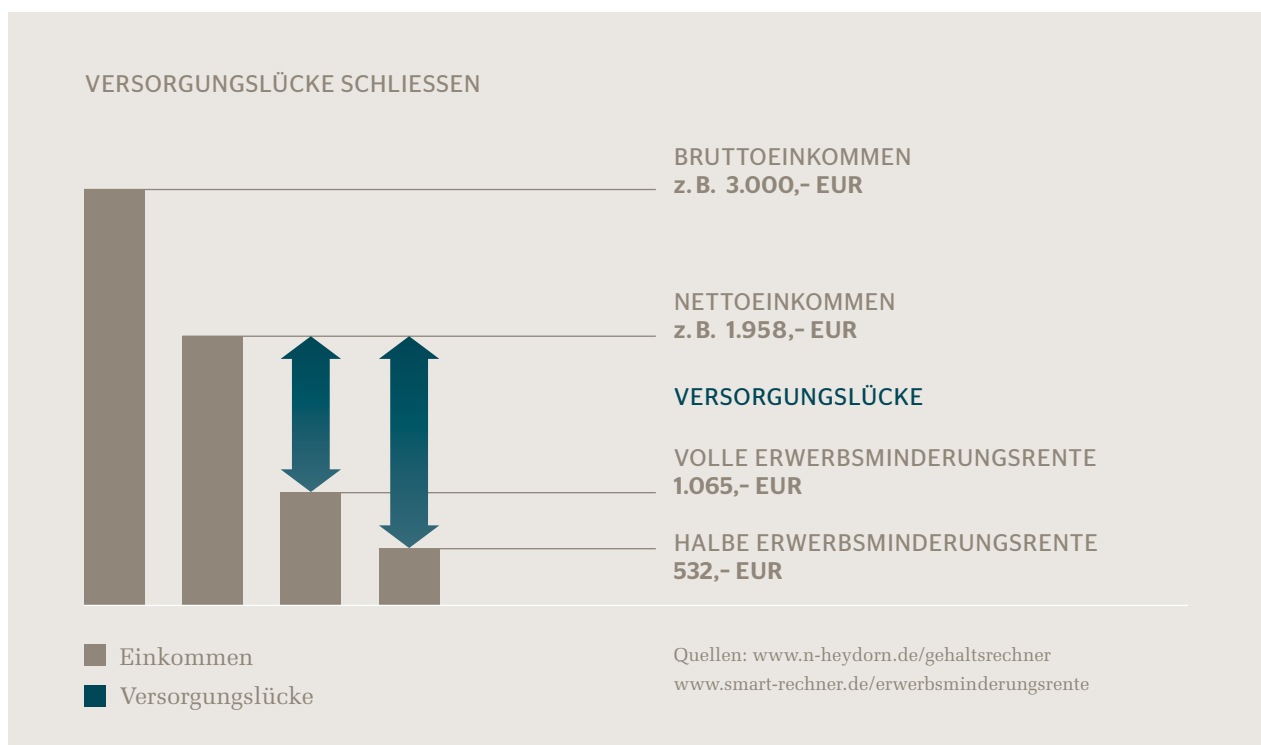 VERSORGUNGSLÜCKE SCHLIESSEN
BRUTTOEINKOMMEN
z. B. 3.000,– EUR
NETTOEINKOMMEN
z. B. 1.958,– EUR
VERSORGUNGSLÜCKE
VOLLE ERWERBSMINDERUNGSRENTE
1.065,– EUR
HALBE ERWERBSMINDERUNGSRENTE
532,– EUR
Einkommen
Versorgungslücke
Quellen: www.n-heydorn.de/gehaltsrechner
www.smart-rechner.de/erwerbsminderungsrente